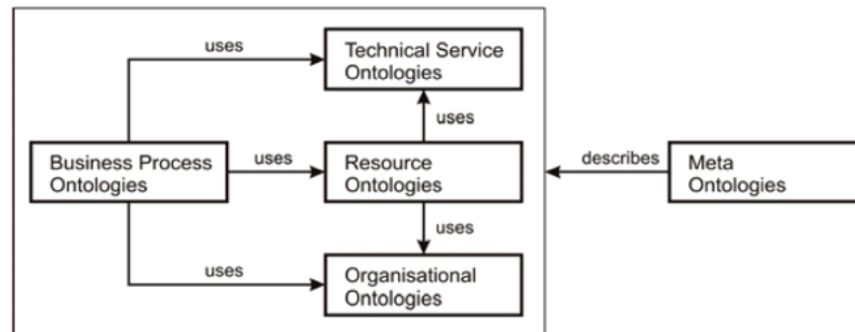 uses
Technical Service
Ontologies
uses
Business Process
Ontologies
uses
Resource
Ontologies
describes
Meta
Ontologies
uses
uses
Organisational
Ontologies